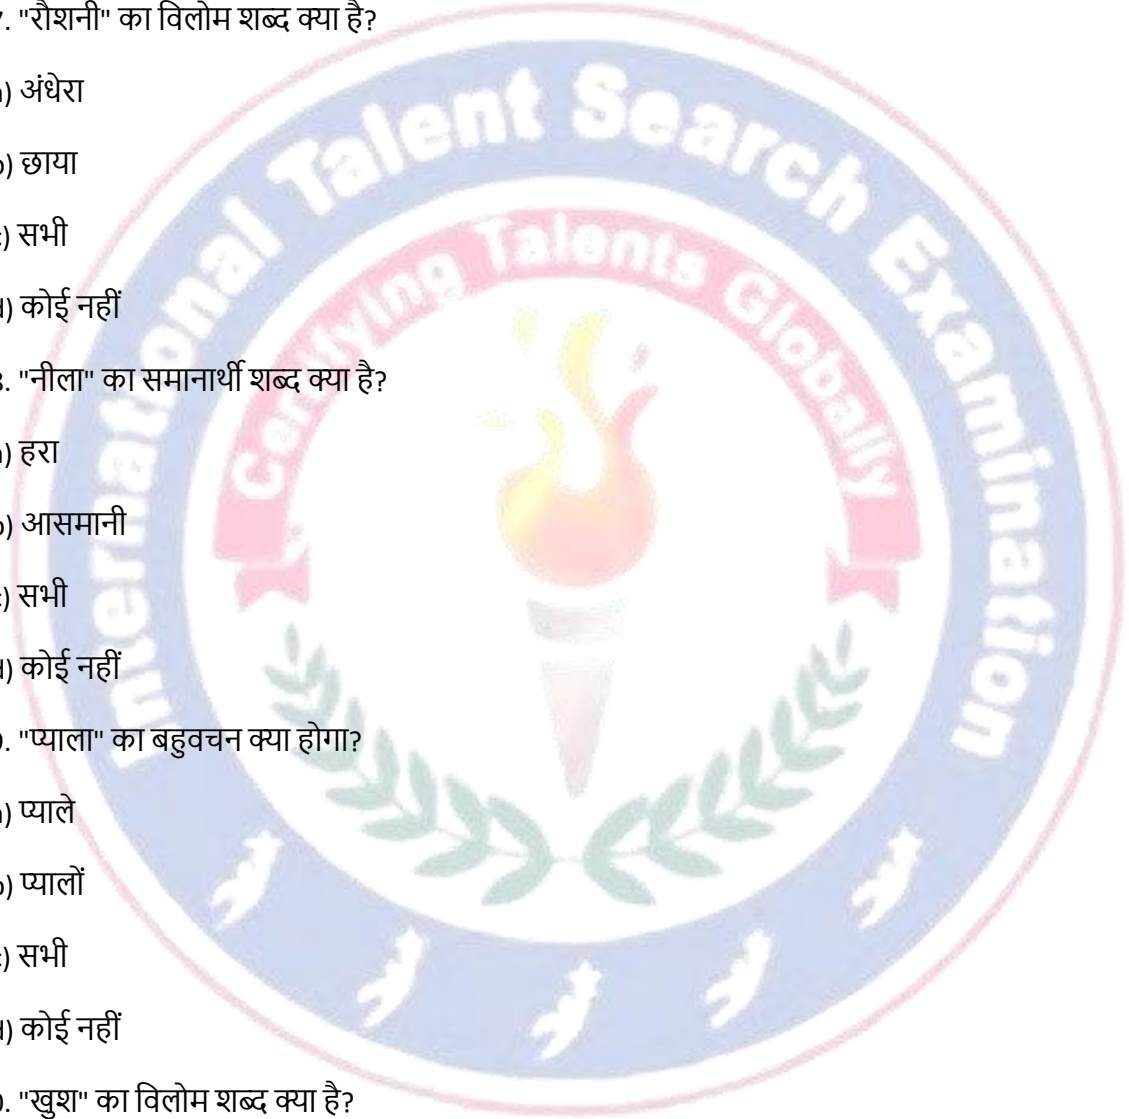 7. "रौशनी" का विलोम शब्द क्या है?
) अंधेरा
) छाया
) सभी
) कोई नहीं
. "नीला" का समानार्थी शब्द क्या है?
) हरा
) आसमानी
) सभी
) कोई नहीं
. "प्याला" का बहुवचन क्या होगा?
) प्याले
) प्यालों
) सभी
) कोई नहीं
. "खुश" का विलोम शब्द क्या है?
International Talent Search Examination
Certifying Talents Globally